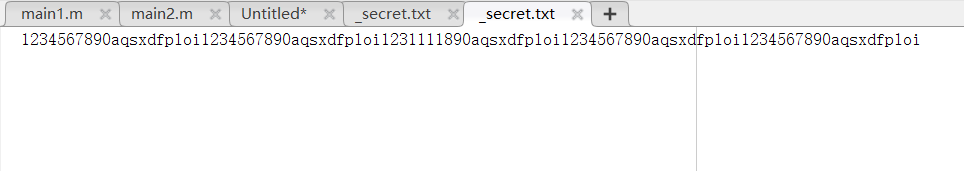 main1.m main2.m Untitled* _secret.txt _secret.txt
1234567890aqsxdfploi1234567890aqsxdfploi1231111890aqsxdfploi1234567890aqsxdfploi1234567890aqsxdfploi